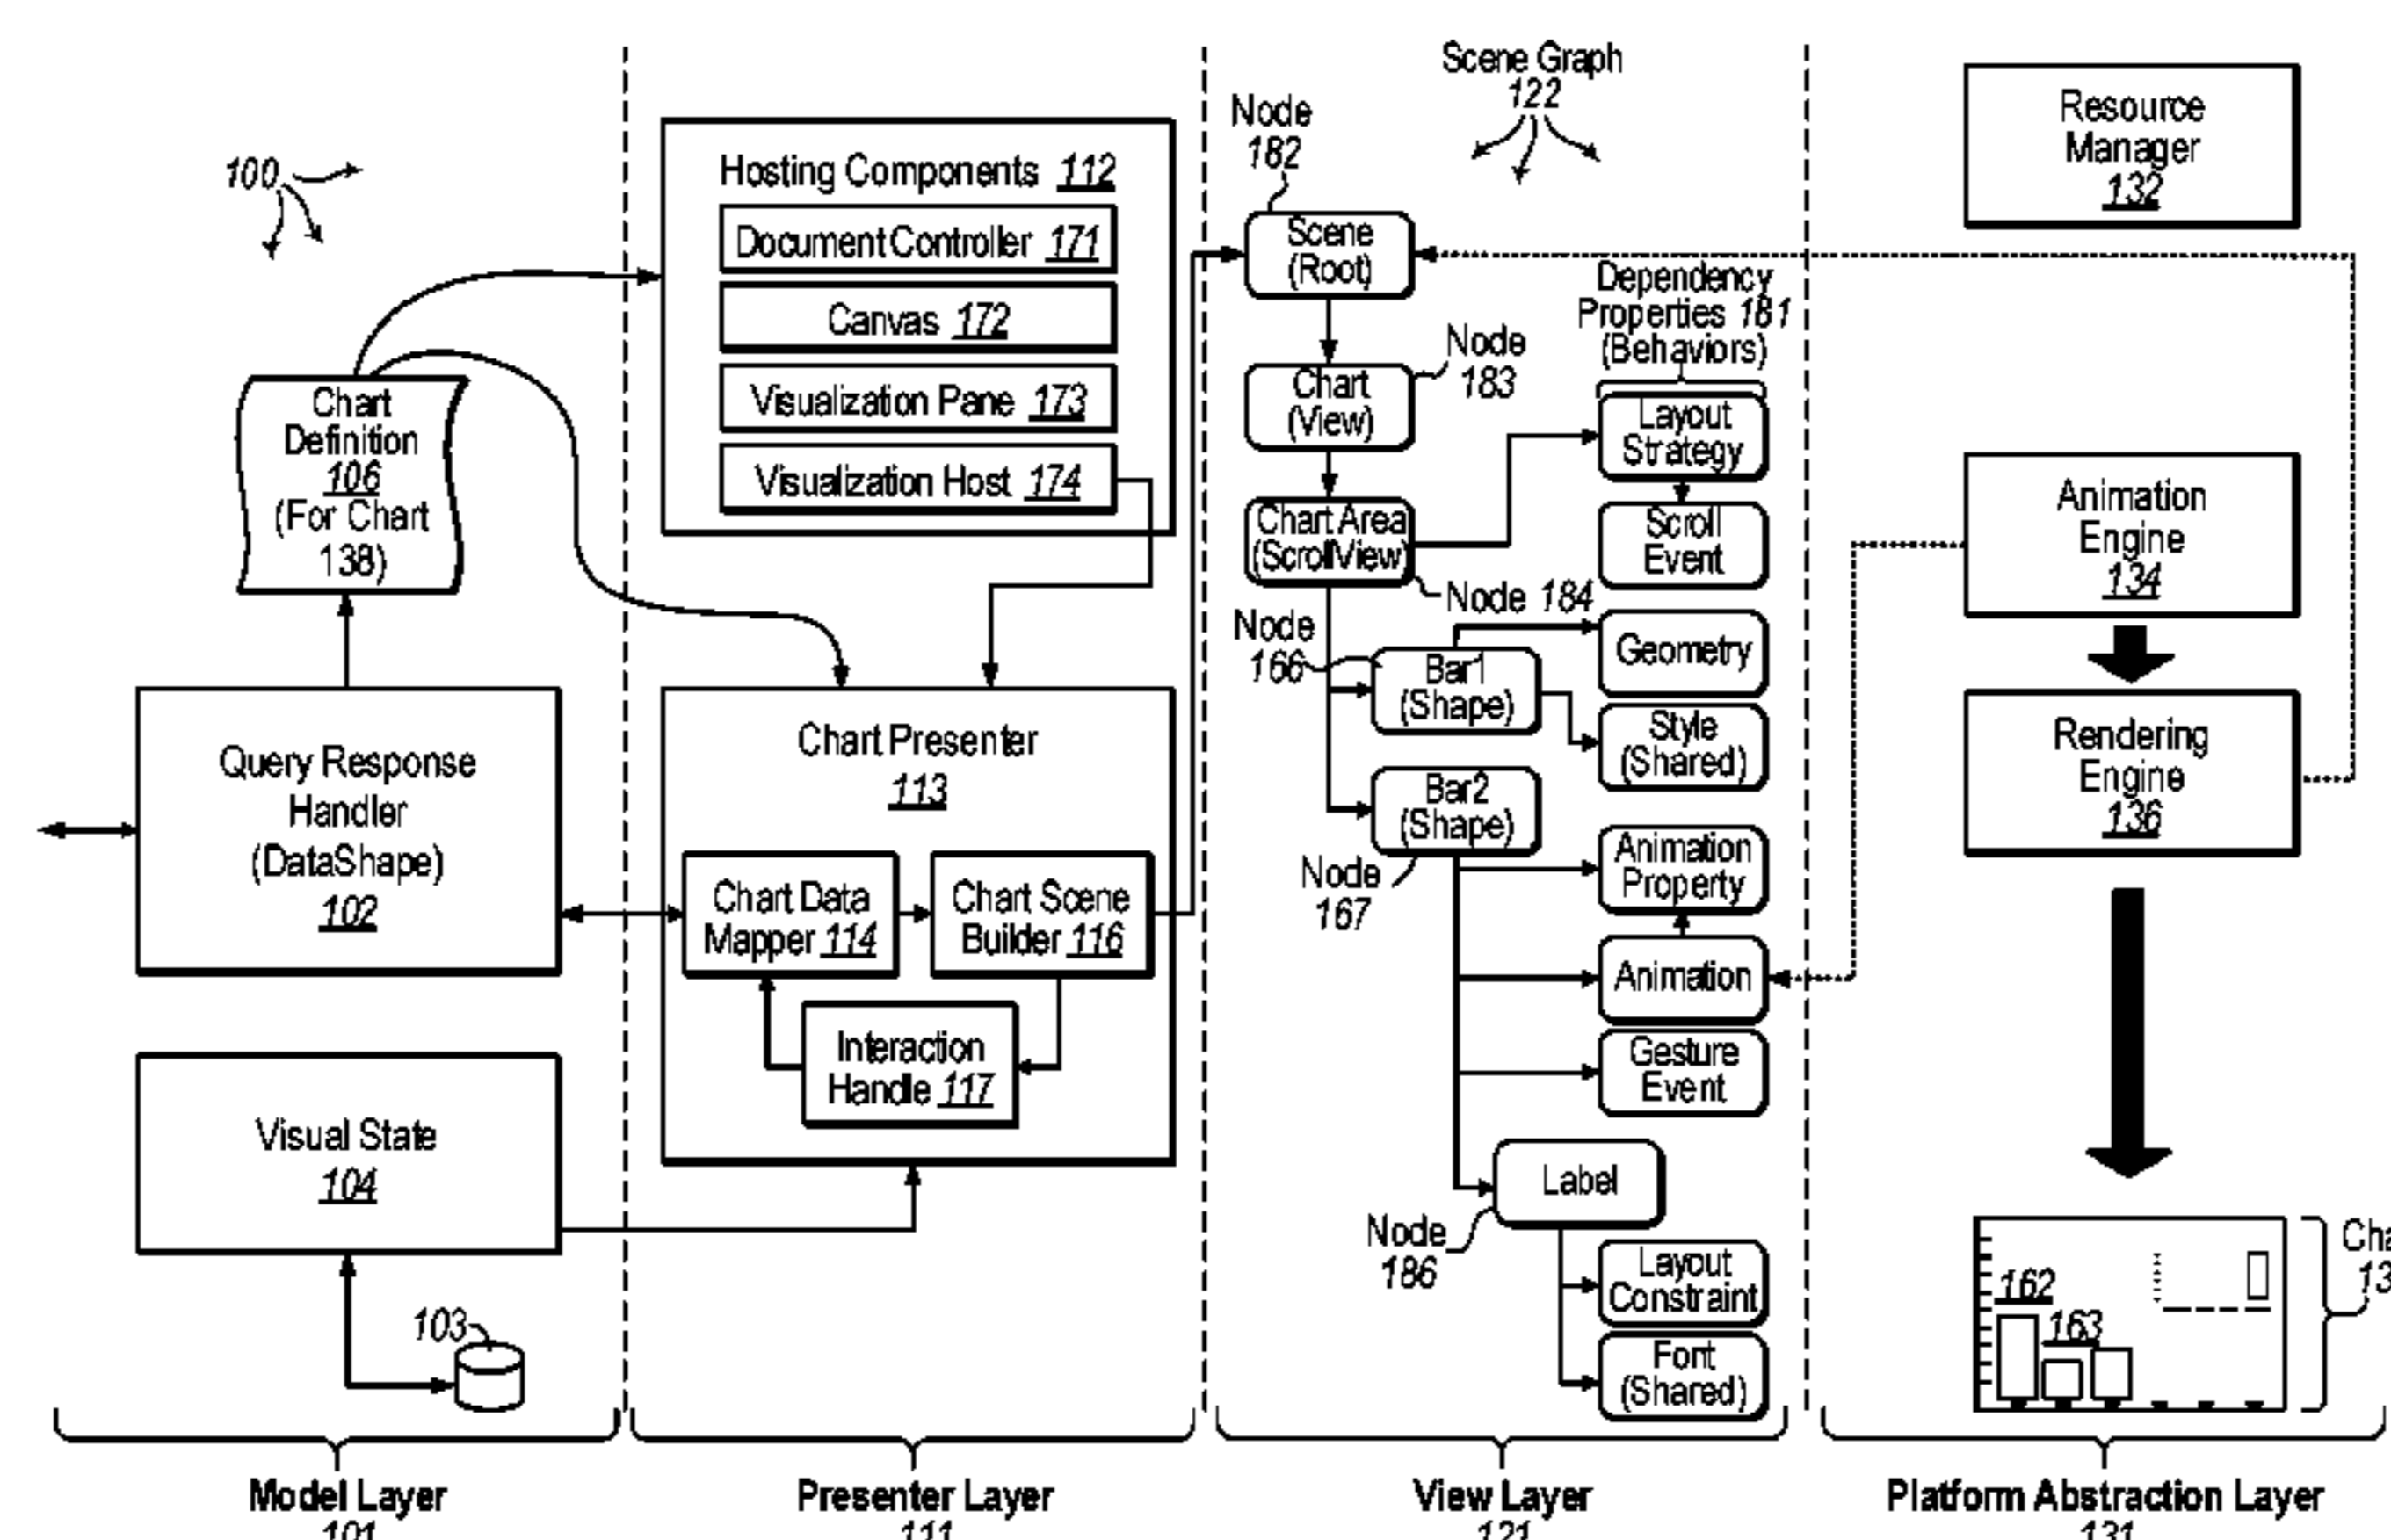 100
Chart
Definition
106
(For Chart
138)
Query Response
Handler
(DataShape)
102
Visual State
104
103
Model Layer
101
Hosting Components 112
Document Controller 171
Canvas 172
Visualization Pane 173
Visualization Host 174
Chart Presenter
113
Chart Data
Mapper 114
Chart Scene
Builder 116
Interaction
Handle 117
Presenter Layer
111
Scene Graph
122
Node
182
Scene
(Root)
Dependency
Properties 181
(Behaviors)
Node
183
Chart
(View)
Layout
Strategy
Chart Area
(ScrollView)
Scroll
Event
Node 184
Node
166
Bar1
(Shape)
Geometry
Style
(Shared)
Bar2
(Shape)
Node
167
Animation
Property
Animation
Gesture
Event
Label
Node
186
Layout
Constraint
Font
(Shared)
View Layer
121
Resource
Manager
132
Animation
Engine
134
Rendering
Engine
136
162
163
Platform Abstraction Layer
131